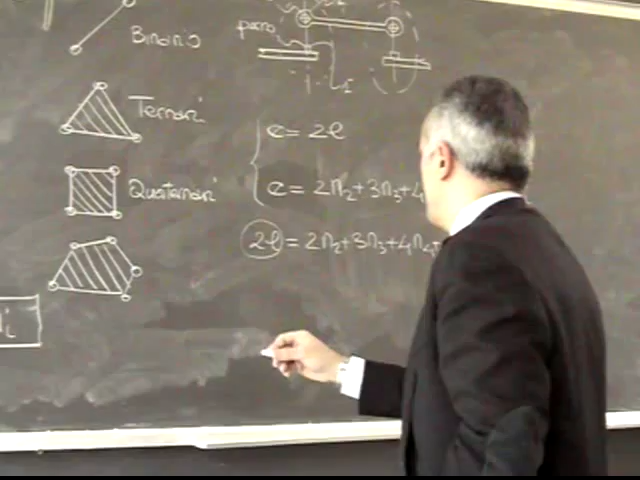 Binario
perno
Ternari
Quaternari
e = 2l
e = 2n₂+3n₃+4
2l = 2n₂+3n₃+4n₄+